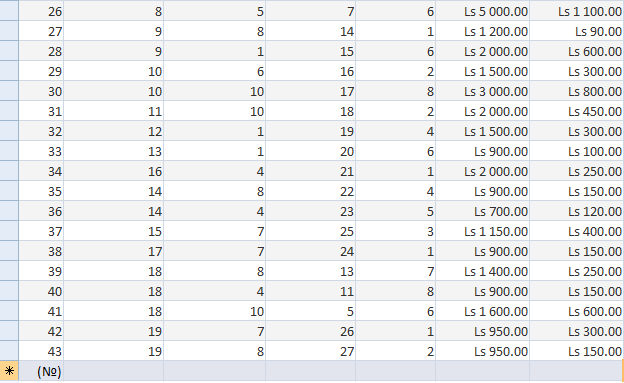 26 8 5 7 6 Ls 5 000.00 Ls 1 100.00
27 9 8 14 1 Ls 1 200.00 Ls 90.00
28 9 1 15 6 Ls 2 000.00 Ls 600.00
29 10 6 16 2 Ls 1 500.00 Ls 300.00
30 10 10 17 8 Ls 3 000.00 Ls 800.00
31 11 10 18 2 Ls 2 000.00 Ls 450.00
32 12 1 19 4 Ls 1 500.00 Ls 300.00
33 13 1 20 6 Ls 900.00 Ls 100.00
34 16 4 21 1 Ls 2 000.00 Ls 250.00
35 14 8 22 4 Ls 900.00 Ls 150.00
36 14 4 23 5 Ls 700.00 Ls 120.00
37 15 7 25 3 Ls 1 150.00 Ls 400.00
38 17 7 24 1 Ls 900.00 Ls 150.00
39 18 8 13 7 Ls 1 400.00 Ls 250.00
40 18 4 11 8 Ls 900.00 Ls 150.00
41 18 10 5 6 Ls 1 600.00 Ls 600.00
42 19 7 26 1 Ls 950.00 Ls 300.00
43 19 8 27 2 Ls 950.00 Ls 150.00
(№)